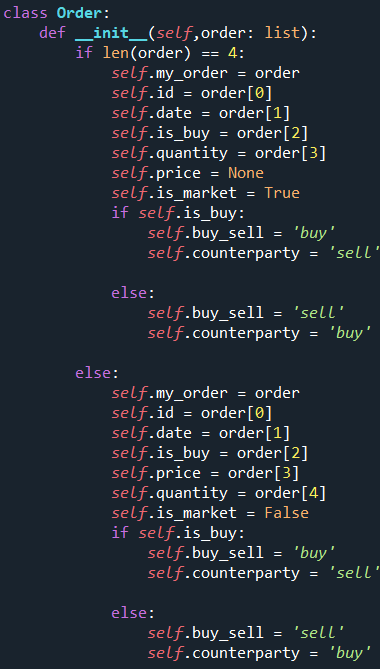 class Order:
    def __init__(self,order: list):
        if len(order) == 4:
            self.my_order = order
            self.id = order[0]
            self.date = order[1]
            self.is_buy = order[2]
            self.quantity = order[3]
            self.price = None
            self.is_market = True
            if self.is_buy:
                self.buy_sell = 'buy'
                self.counterparty = 'sell'
            else:
                self.buy_sell = 'sell'
                self.counterparty = 'buy'
        else:
            self.my_order = order
            self.id = order[0]
            self.date = order[1]
            self.is_buy = order[2]
            self.price = order[3]
            self.quantity = order[4]
            self.is_market = False
            if self.is_buy:
                self.buy_sell = 'buy'
                self.counterparty = 'sell'
            else:
                self.buy_sell = 'sell'
                self.counterparty = 'buy'